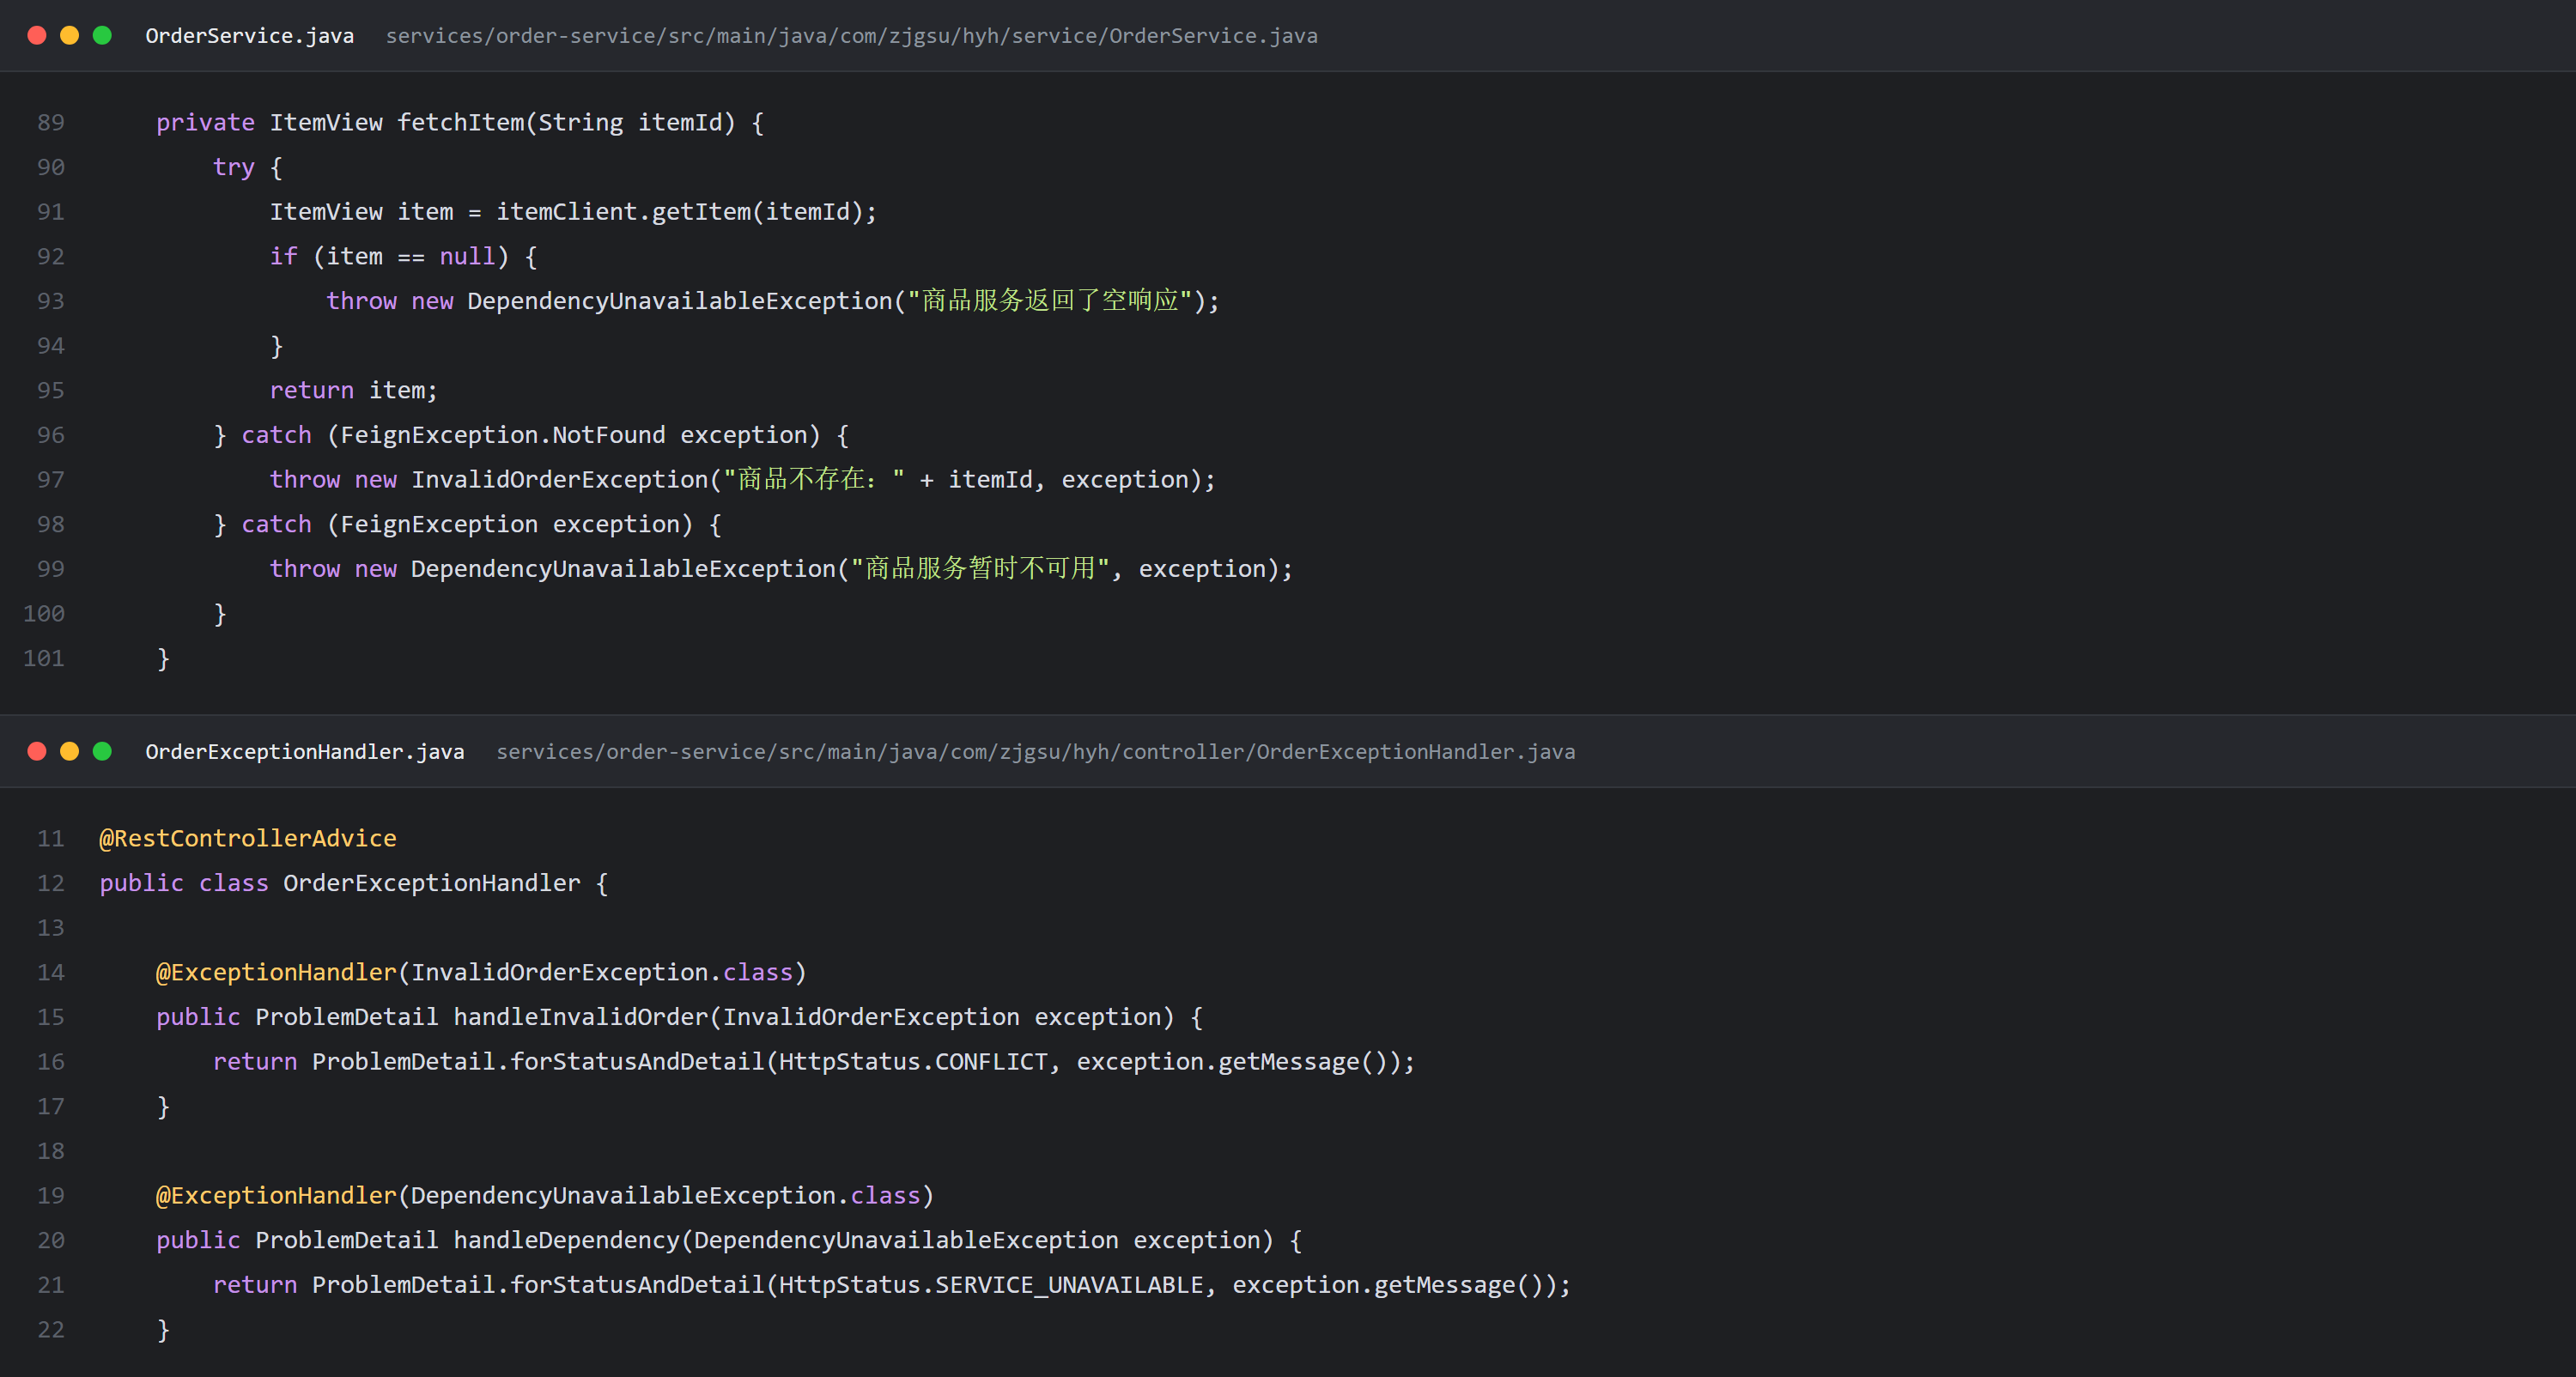 OrderService.java services/order-service/src/main/java/com/zjgsu/hyh/service/OrderService.java
89 private ItemView fetchItem(String itemId) {
90 try {
91 ItemView item = itemClient.getItem(itemId);
92 if (item == null) {
93 throw new DependencyUnavailableException("商品服务返回了空响应");
94 }
95 return item;
96 } catch (FeignException.NotFound exception) {
97 throw new InvalidOrderException("商品不存在：" + itemId, exception);
98 } catch (FeignException exception) {
99 throw new DependencyUnavailableException("商品服务暂时不可用", exception);
100 }
101 }
OrderExceptionHandler.java services/order-service/src/main/java/com/zjgsu/hyh/controller/OrderExceptionHandler.java
11 @RestControllerAdvice
12 public class OrderExceptionHandler {
13
14 @ExceptionHandler(InvalidOrderException.class)
15 public ProblemDetail handleInvalidOrder(InvalidOrderException exception) {
16 return ProblemDetail.forStatusAndDetail(HttpStatus.CONFLICT, exception.getMessage());
17 }
18
19 @ExceptionHandler(DependencyUnavailableException.class)
20 public ProblemDetail handleDependency(DependencyUnavailableException exception) {
21 return ProblemDetail.forStatusAndDetail(HttpStatus.SERVICE_UNAVAILABLE, exception.getMessage());
22 }